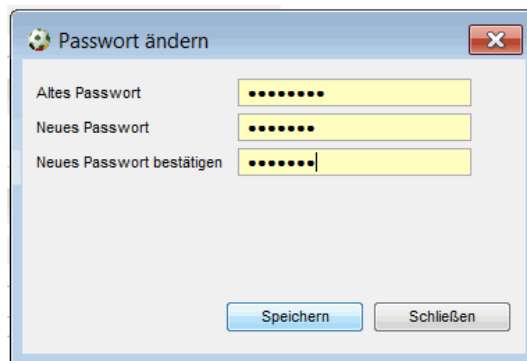 Passwort ändern
Altes Passwort ••••••••
Neues Passwort •••••••
Neues Passwort bestätigen •••••••
Speichern Schließen